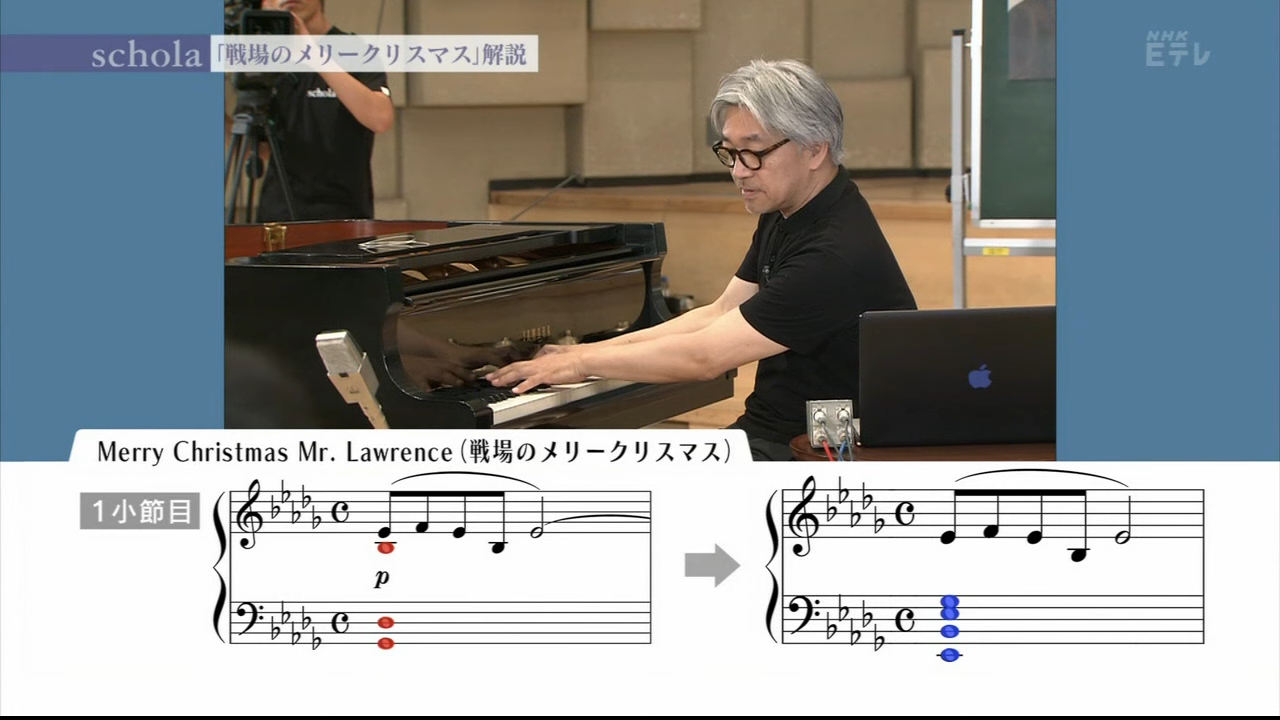 schola「戦場のメリークリスマス」解説
NHK
Eテレ
schola
Merry Christmas Mr. Lawrence(戦場のメリークリスマス)
1小節目
p